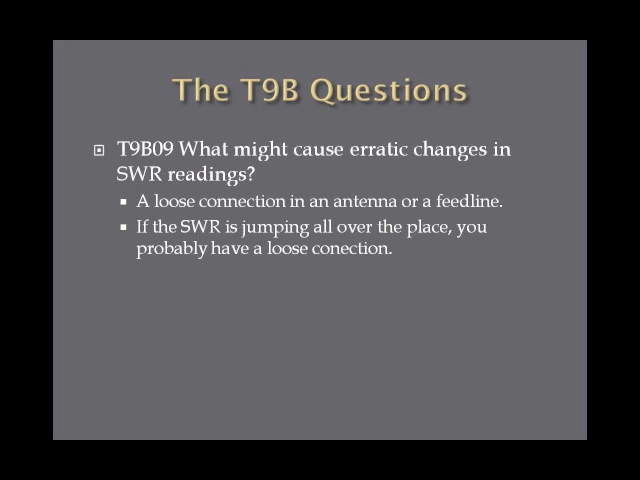 The T9B Questions
T9B09 What might cause erratic changes in
SWR readings?
A loose connection in an antenna or a feedline.
If the SWR is jumping all over the place, you
probably have a loose conection.